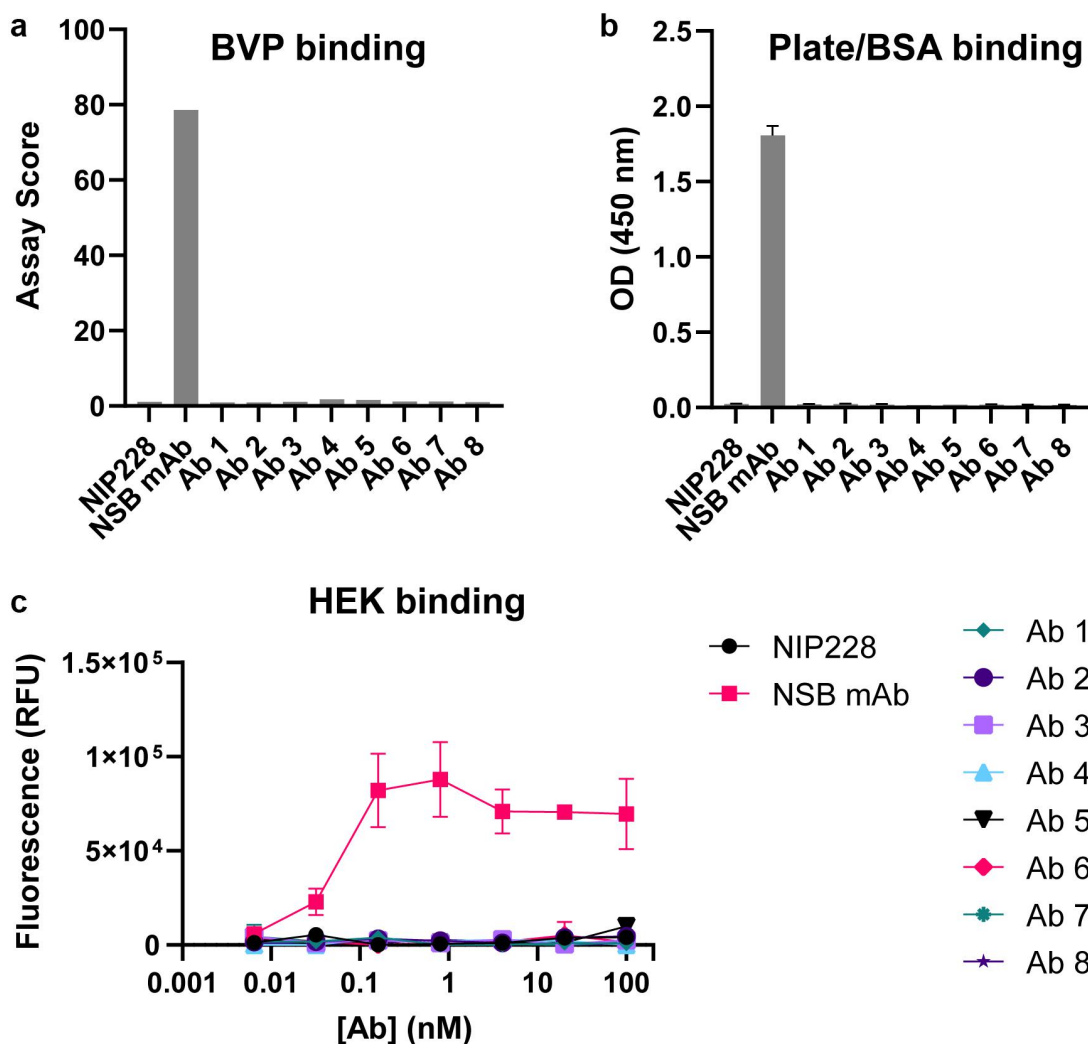 a
BVP binding
Assay Score
100
80
60
40
20
0
NIP228
NSB mAb
Ab 1
Ab 2
Ab 3
Ab 4
Ab 5
Ab 6
Ab 7
Ab 8
b
Plate/BSA binding
OD (450 nm)
2.5
2.0
1.5
1.0
0.5
0.0
NIP228
NSB mAb
Ab 1
Ab 2
Ab 3
Ab 4
Ab 5
Ab 6
Ab 7
Ab 8
c
HEK binding
Fluorescence (RFU)
1.5×10⁵
1×10⁵
5×10⁴
0
0.001
0.01
0.1
1
10
100
[Ab] (nM)
NIP228
NSB mAb
Ab 1
Ab 2
Ab 3
Ab 4
Ab 5
Ab 6
Ab 7
Ab 8